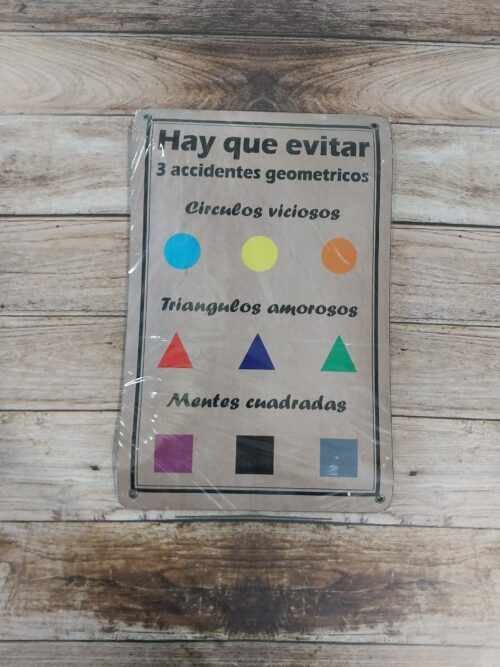 Hay que evitar
3 accidentes geometricos
Circulos viciosos
Triangulos amorosos
Mentes cuadradas